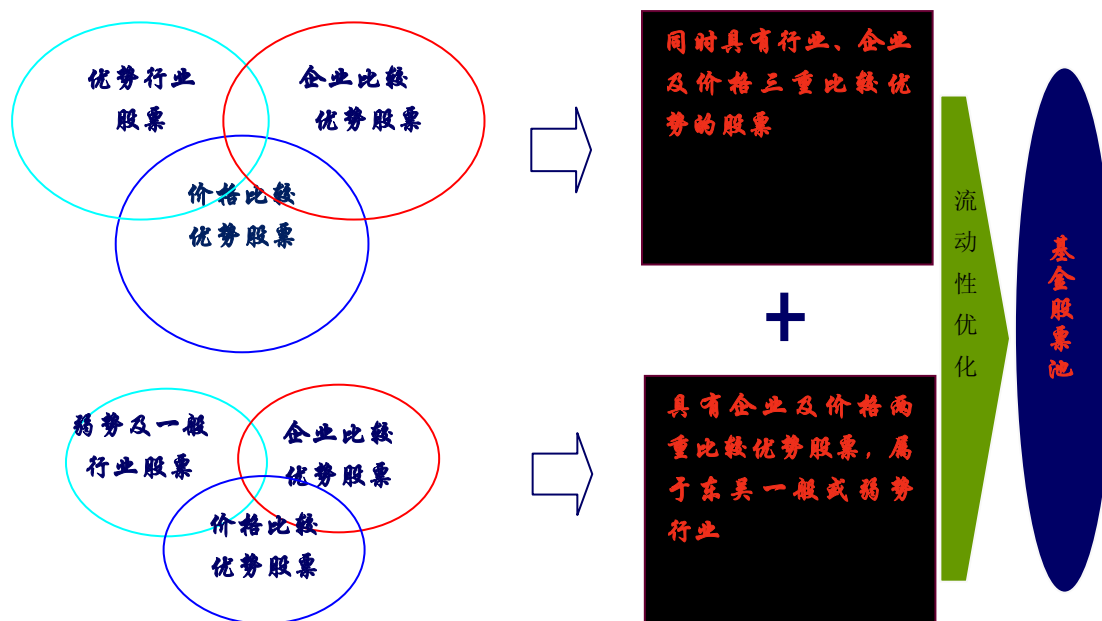 优势行业
股票
企业比较
优势股票
价格比较
优势股票
同时具有行业、企业
及价格三重比较优
势的股票
+
弱势及一般
行业股票
企业比较
优势股票
价格比较
优势股票
具有企业及价格两
重比较优势股票，属
于东吴一般或弱势
行业
流动性优化
基金股票池